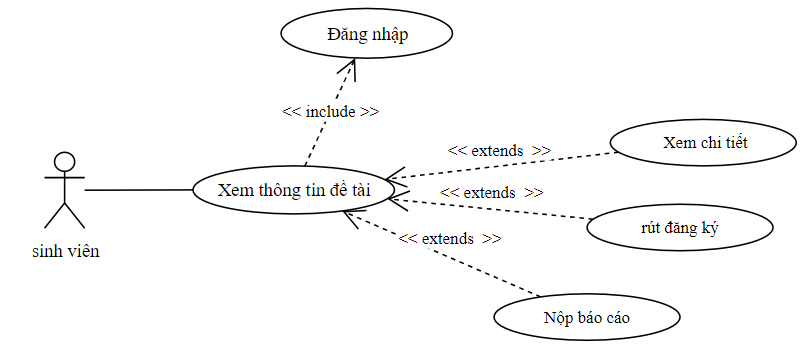 Đăng nhập
<< include >>
Xem chi tiết
<< extends >>
Xem thông tin đề tài
<< extends >>
rút đăng ký
<< extends >>
sinh viên
Nộp báo cáo